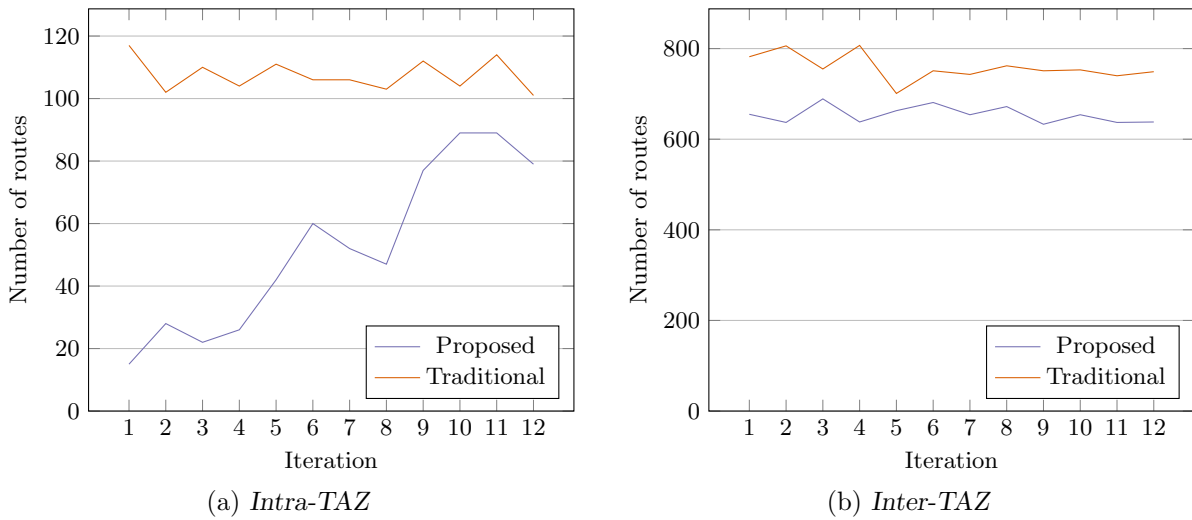 Number of routes
120
100
80
60
40
20
0
1 2 3 4 5 6 7 8 9 10 11 12
Iteration
Proposed
Traditional
(a) Intra-TAZ
Number of routes
800
600
400
200
0
1 2 3 4 5 6 7 8 9 10 11 12
Iteration
Proposed
Traditional
(b) Inter-TAZ